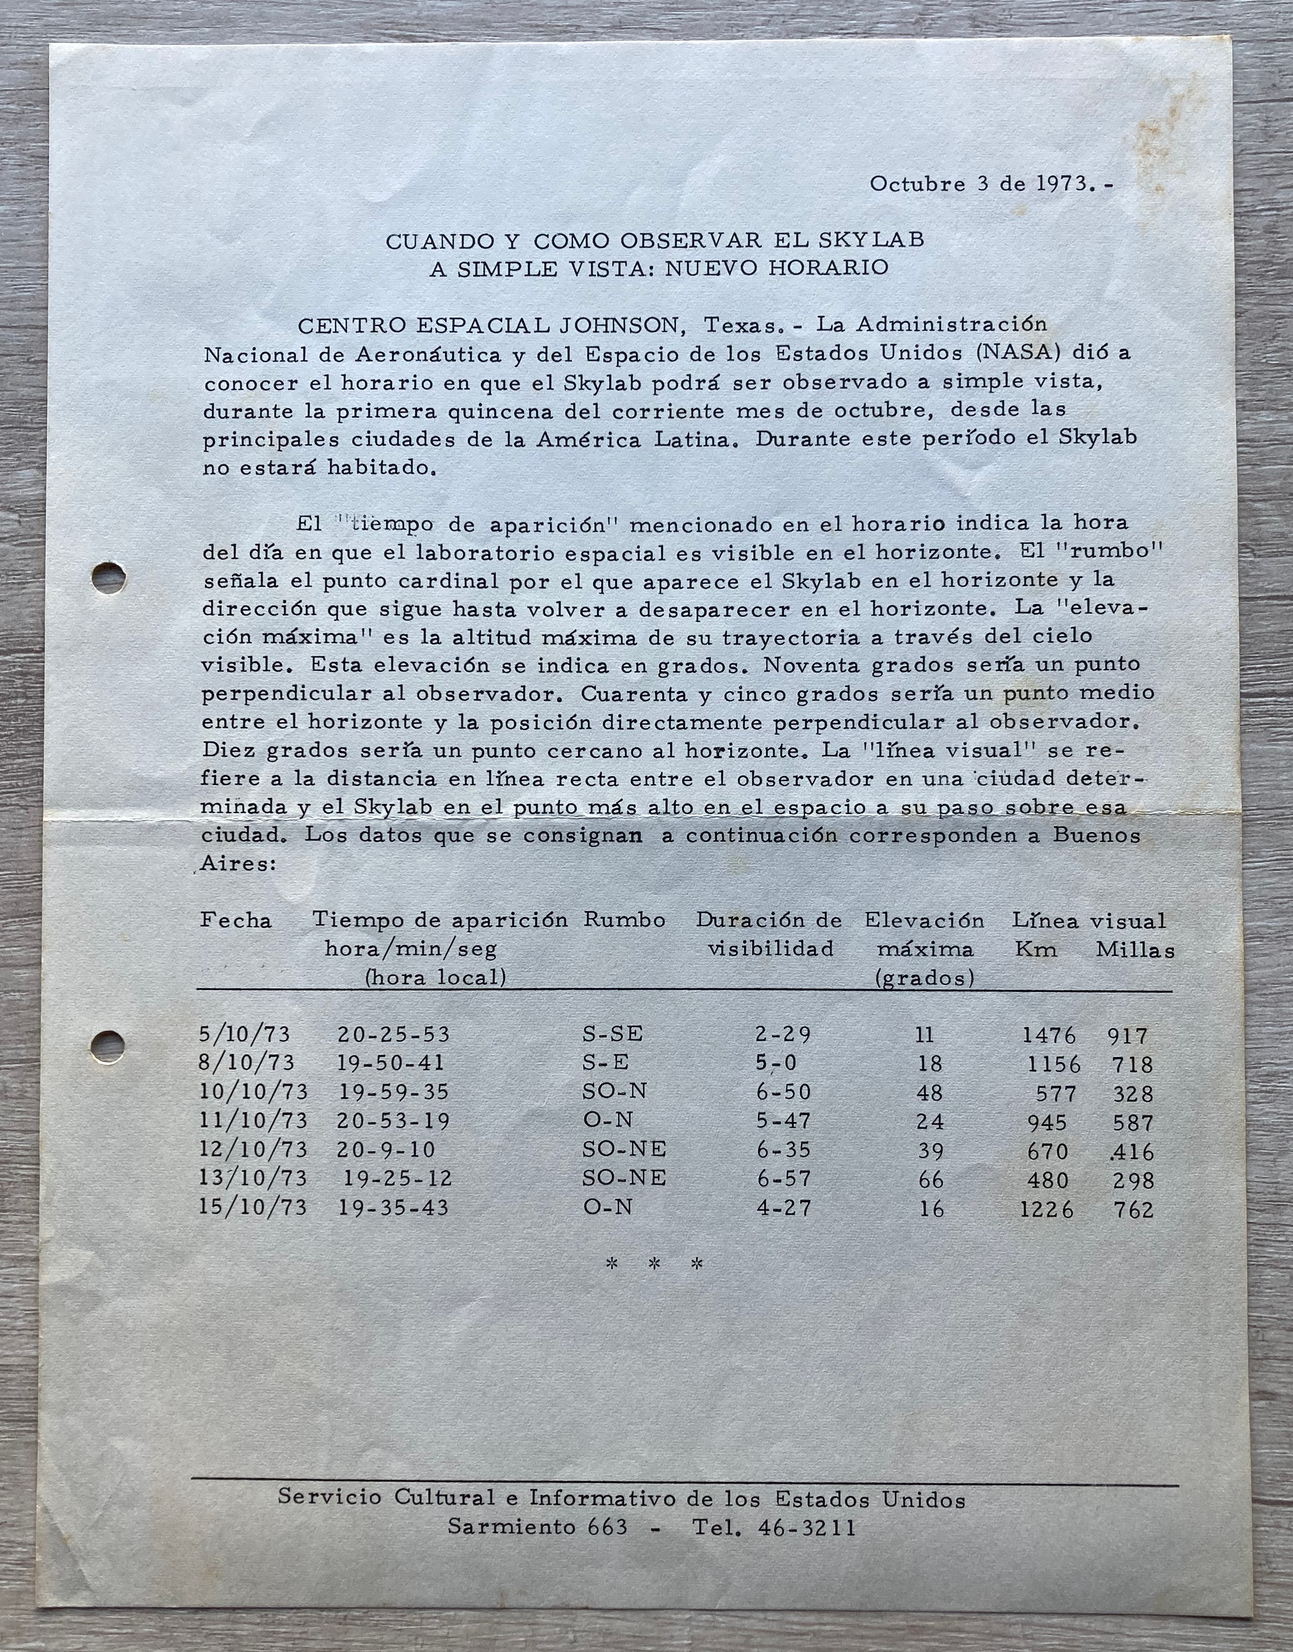 Octubre 3 de 1973.-
CUANDO Y COMO OBSERVAR EL SKYLAB
A SIMPLE VISTA: NUEVO HORARIO
CENTRO ESPACIAL JOHNSON, Texas.- La Administración
Nacional de Aeronáutica y del Espacio de los Estados Unidos (NASA) dió a
conocer el horario en que el Skylab podrá ser observado a simple vista,
durante la primera quincena del corriente mes de octubre, desde las
principales ciudades de la América Latina. Durante este período el Skylab
no estará habitado.
El "tiempo de aparición" mencionado en el horario indica la hora
del día en que el laboratorio espacial es visible en el horizonte. El "rumbo"
señala el punto cardinal por el que aparece el Skylab en el horizonte y la
dirección que sigue hasta volver a desaparecer en el horizonte. La "eleva-
ción máxima" es la altitud máxima de su trayectoria a través del cielo
visible. Esta elevación se indica en grados. Noventa grados sería un punto
perpendicular al observador. Cuarenta y cinco grados sería un punto medio
entre el horizonte y la posición directamente perpendicular al observador.
Diez grados sería un punto cercano al horizonte. La "línea visual" se re-
fiere a la distancia en línea recta entre el observador en una ciudad deter-
minada y el Skylab en el punto más alto en el espacio a su paso sobre esa
ciudad. Los datos que se consignan a continuación corresponden a Buenos
Aires:
Fecha Tiempo de aparición Rumbo Duración de Elevación Línea visual
hora/min/seg visibilidad máxima Km Millas
(hora local) (grados)
5/10/73 20-25-53 S-SE 2-29 11 1476 917
8/10/73 19-50-41 S-E 5-0 18 1156 718
10/10/73 19-59-35 SO-N 6-50 48 577 328
11/10/73 20-53-19 O-N 5-47 24 945 587
12/10/73 20-9-10 SO-NE 6-35 39 670 416
13/10/73 19-25-12 SO-NE 6-57 66 480 298
15/10/73 19-35-43 O-N 4-27 16 1226 762
* * *
Servicio Cultural e Informativo de los Estados Unidos
Sarmiento 663 - Tel. 46-3211